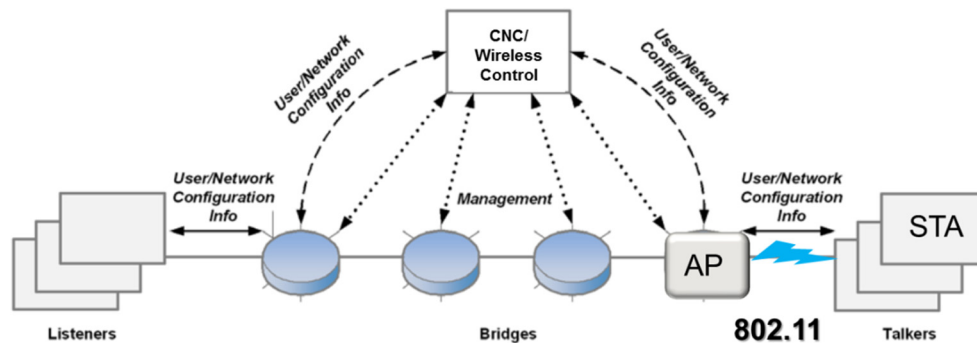 CNC/
Wireless
Control
User/Network
Configuration
Info
User/Network
Configuration
Info
User/Network
Configuration
Info
Management
User/Network
Configuration
Info
STA
AP
802.11
Listeners
Bridges
Talkers